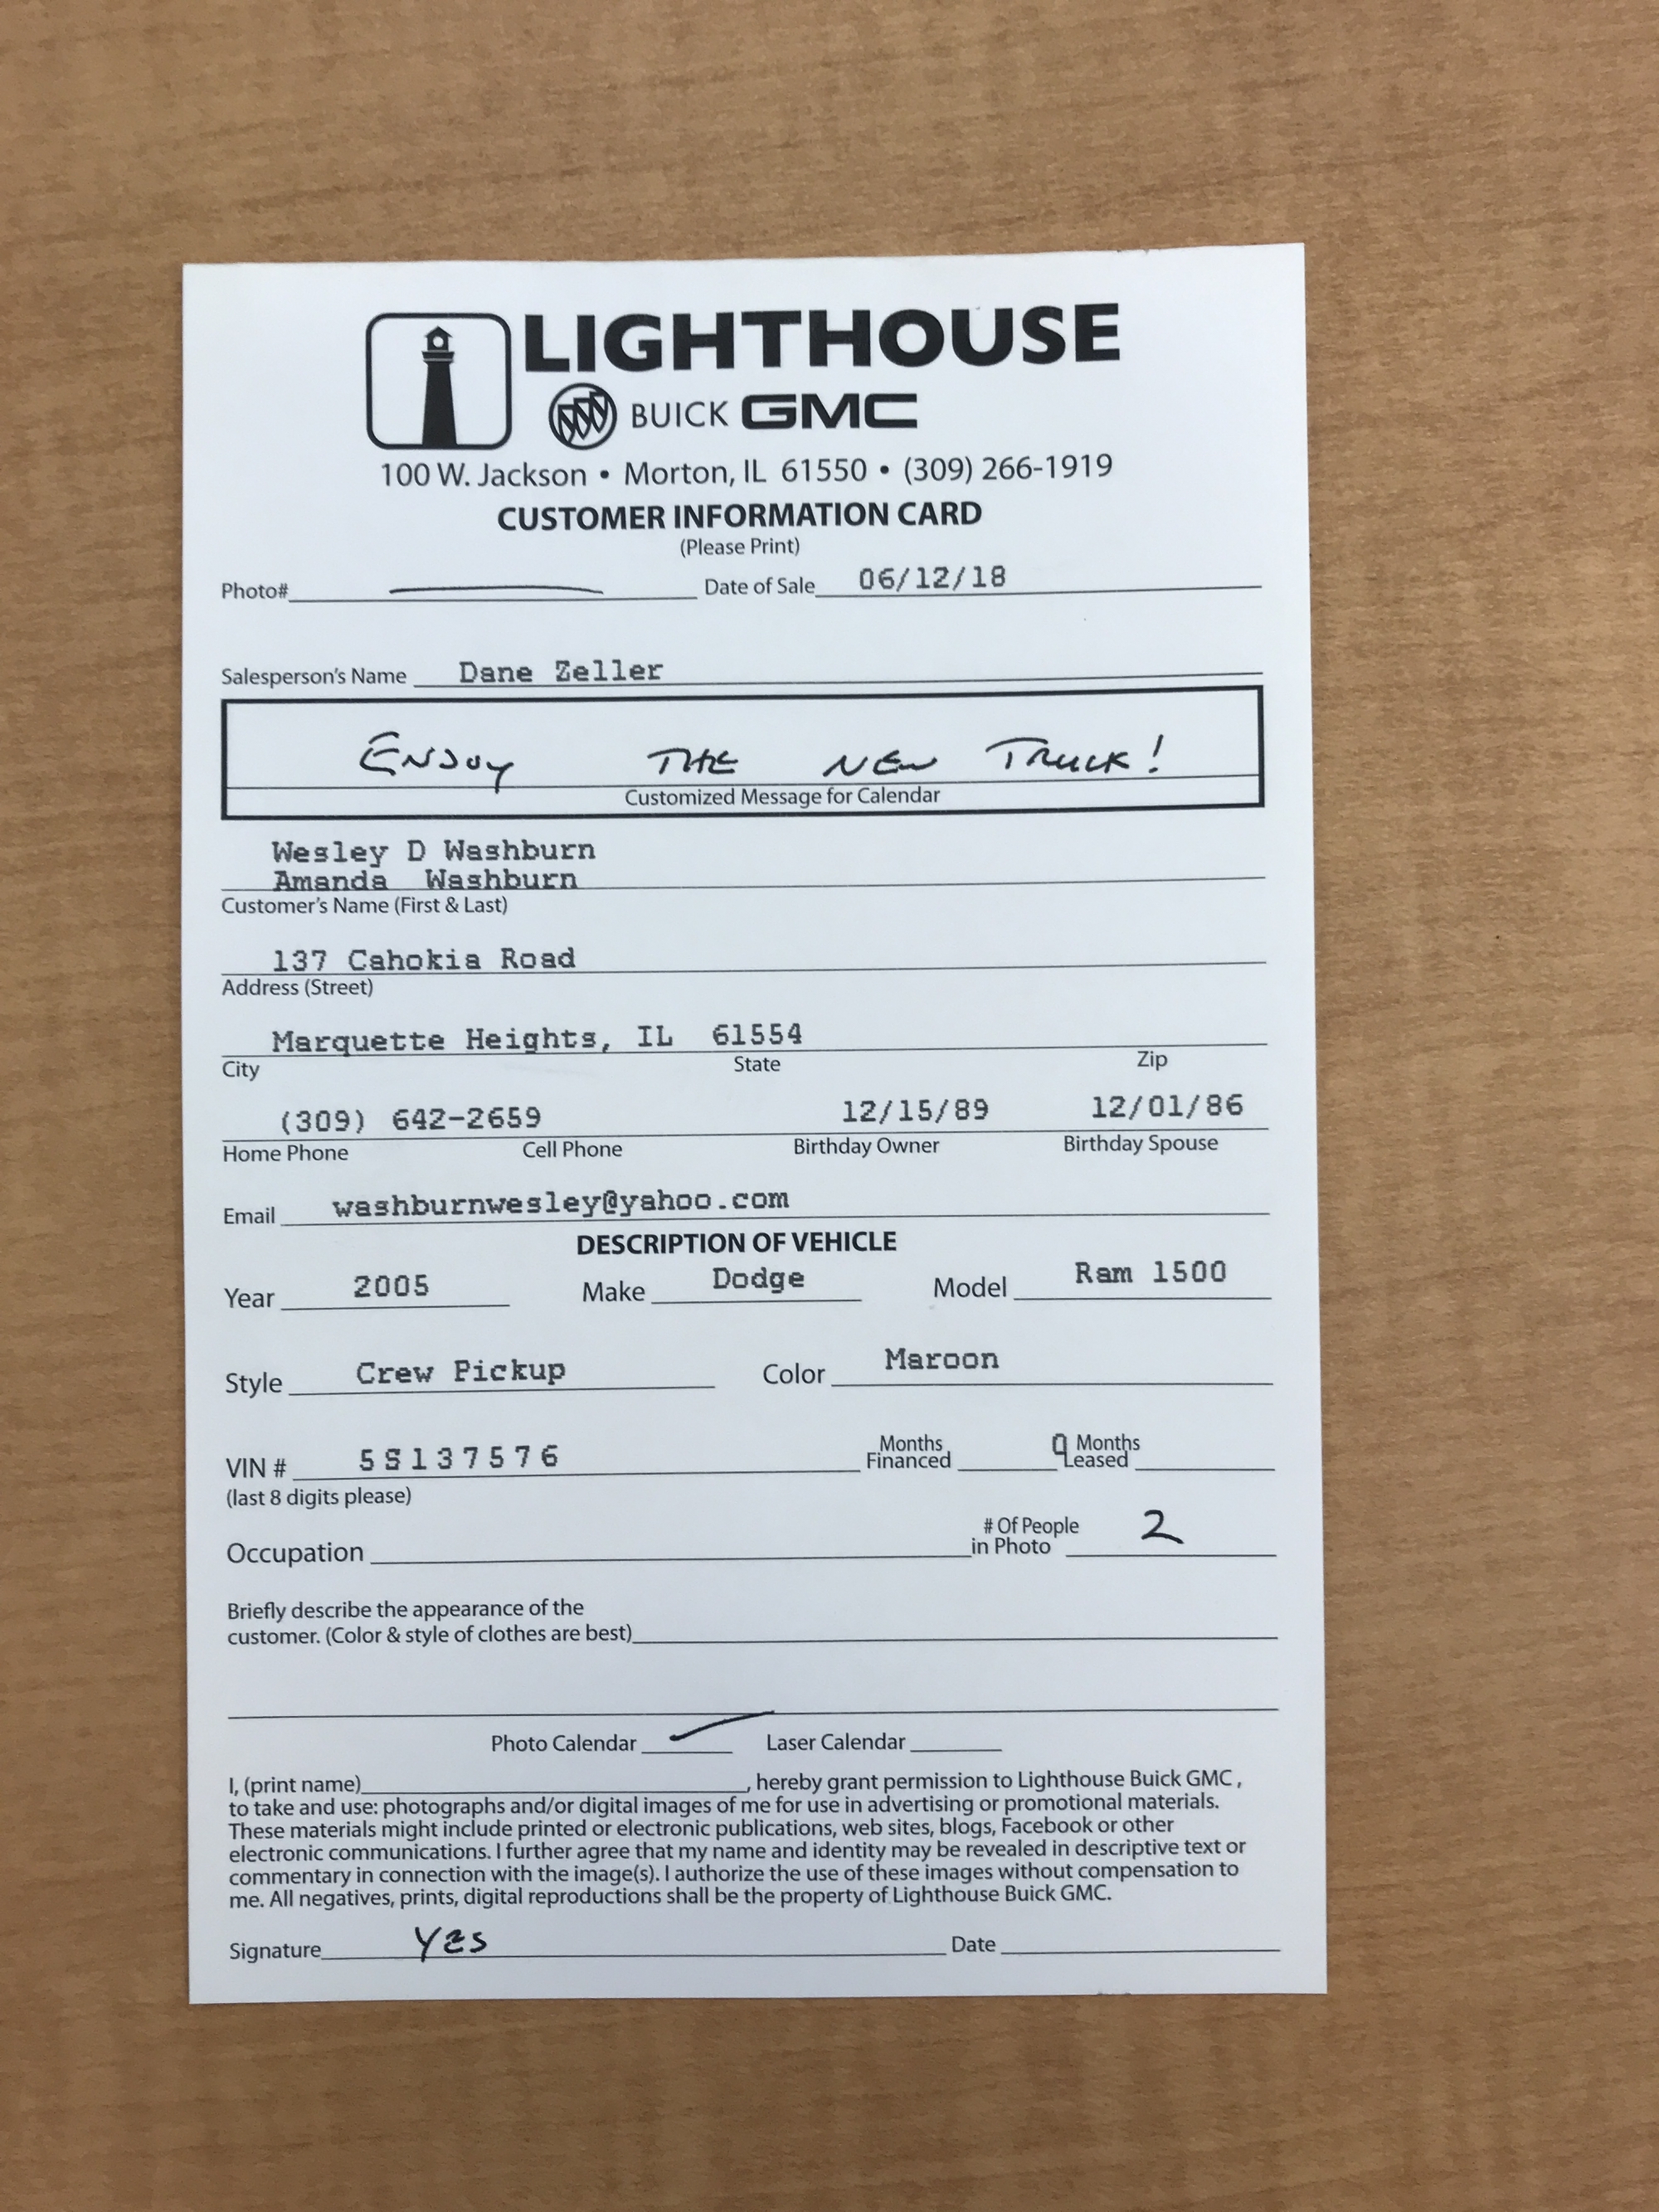 LIGHTHOUSE
BUICK GMC
100 W. Jackson • Morton, IL 61550 • (309) 266-1919
CUSTOMER INFORMATION CARD
(Please Print)
Photo# Date of Sale 06/12/18
Salesperson's Name Dane Zeller
ENJOY THE NEW TRUCK!
Customized Message for Calendar
Wesley D Washburn
Amanda Washburn
Customer's Name (First & Last)
137 Cahokia Road
Address (Street)
Marquette Heights, IL 61554
City State Zip
(309) 642-2659 12/15/89 12/01/86
Home Phone Cell Phone Birthday Owner Birthday Spouse
Email washburnwesley@yahoo.com
DESCRIPTION OF VEHICLE
Year 2005 Make Dodge Model Ram 1500
Style Crew Pickup Color Maroon
VIN # 5S137576 Months Financed 0 Months Leased
(last 8 digits please)
Occupation # Of People in Photo 2
Briefly describe the appearance of the
customer. (Color & style of clothes are best)
Photo Calendar ✓ Laser Calendar
I, (print name) , hereby grant permission to Lighthouse Buick GMC ,
to take and use: photographs and/or digital images of me for use in advertising or promotional materials.
These materials might include printed or electronic publications, web sites, blogs, Facebook or other
electronic communications. I further agree that my name and identity may be revealed in descriptive text or
commentary in connection with the image(s). I authorize the use of these images without compensation to
me. All negatives, prints, digital reproductions shall be the property of Lighthouse Buick GMC.
Signature YES Date